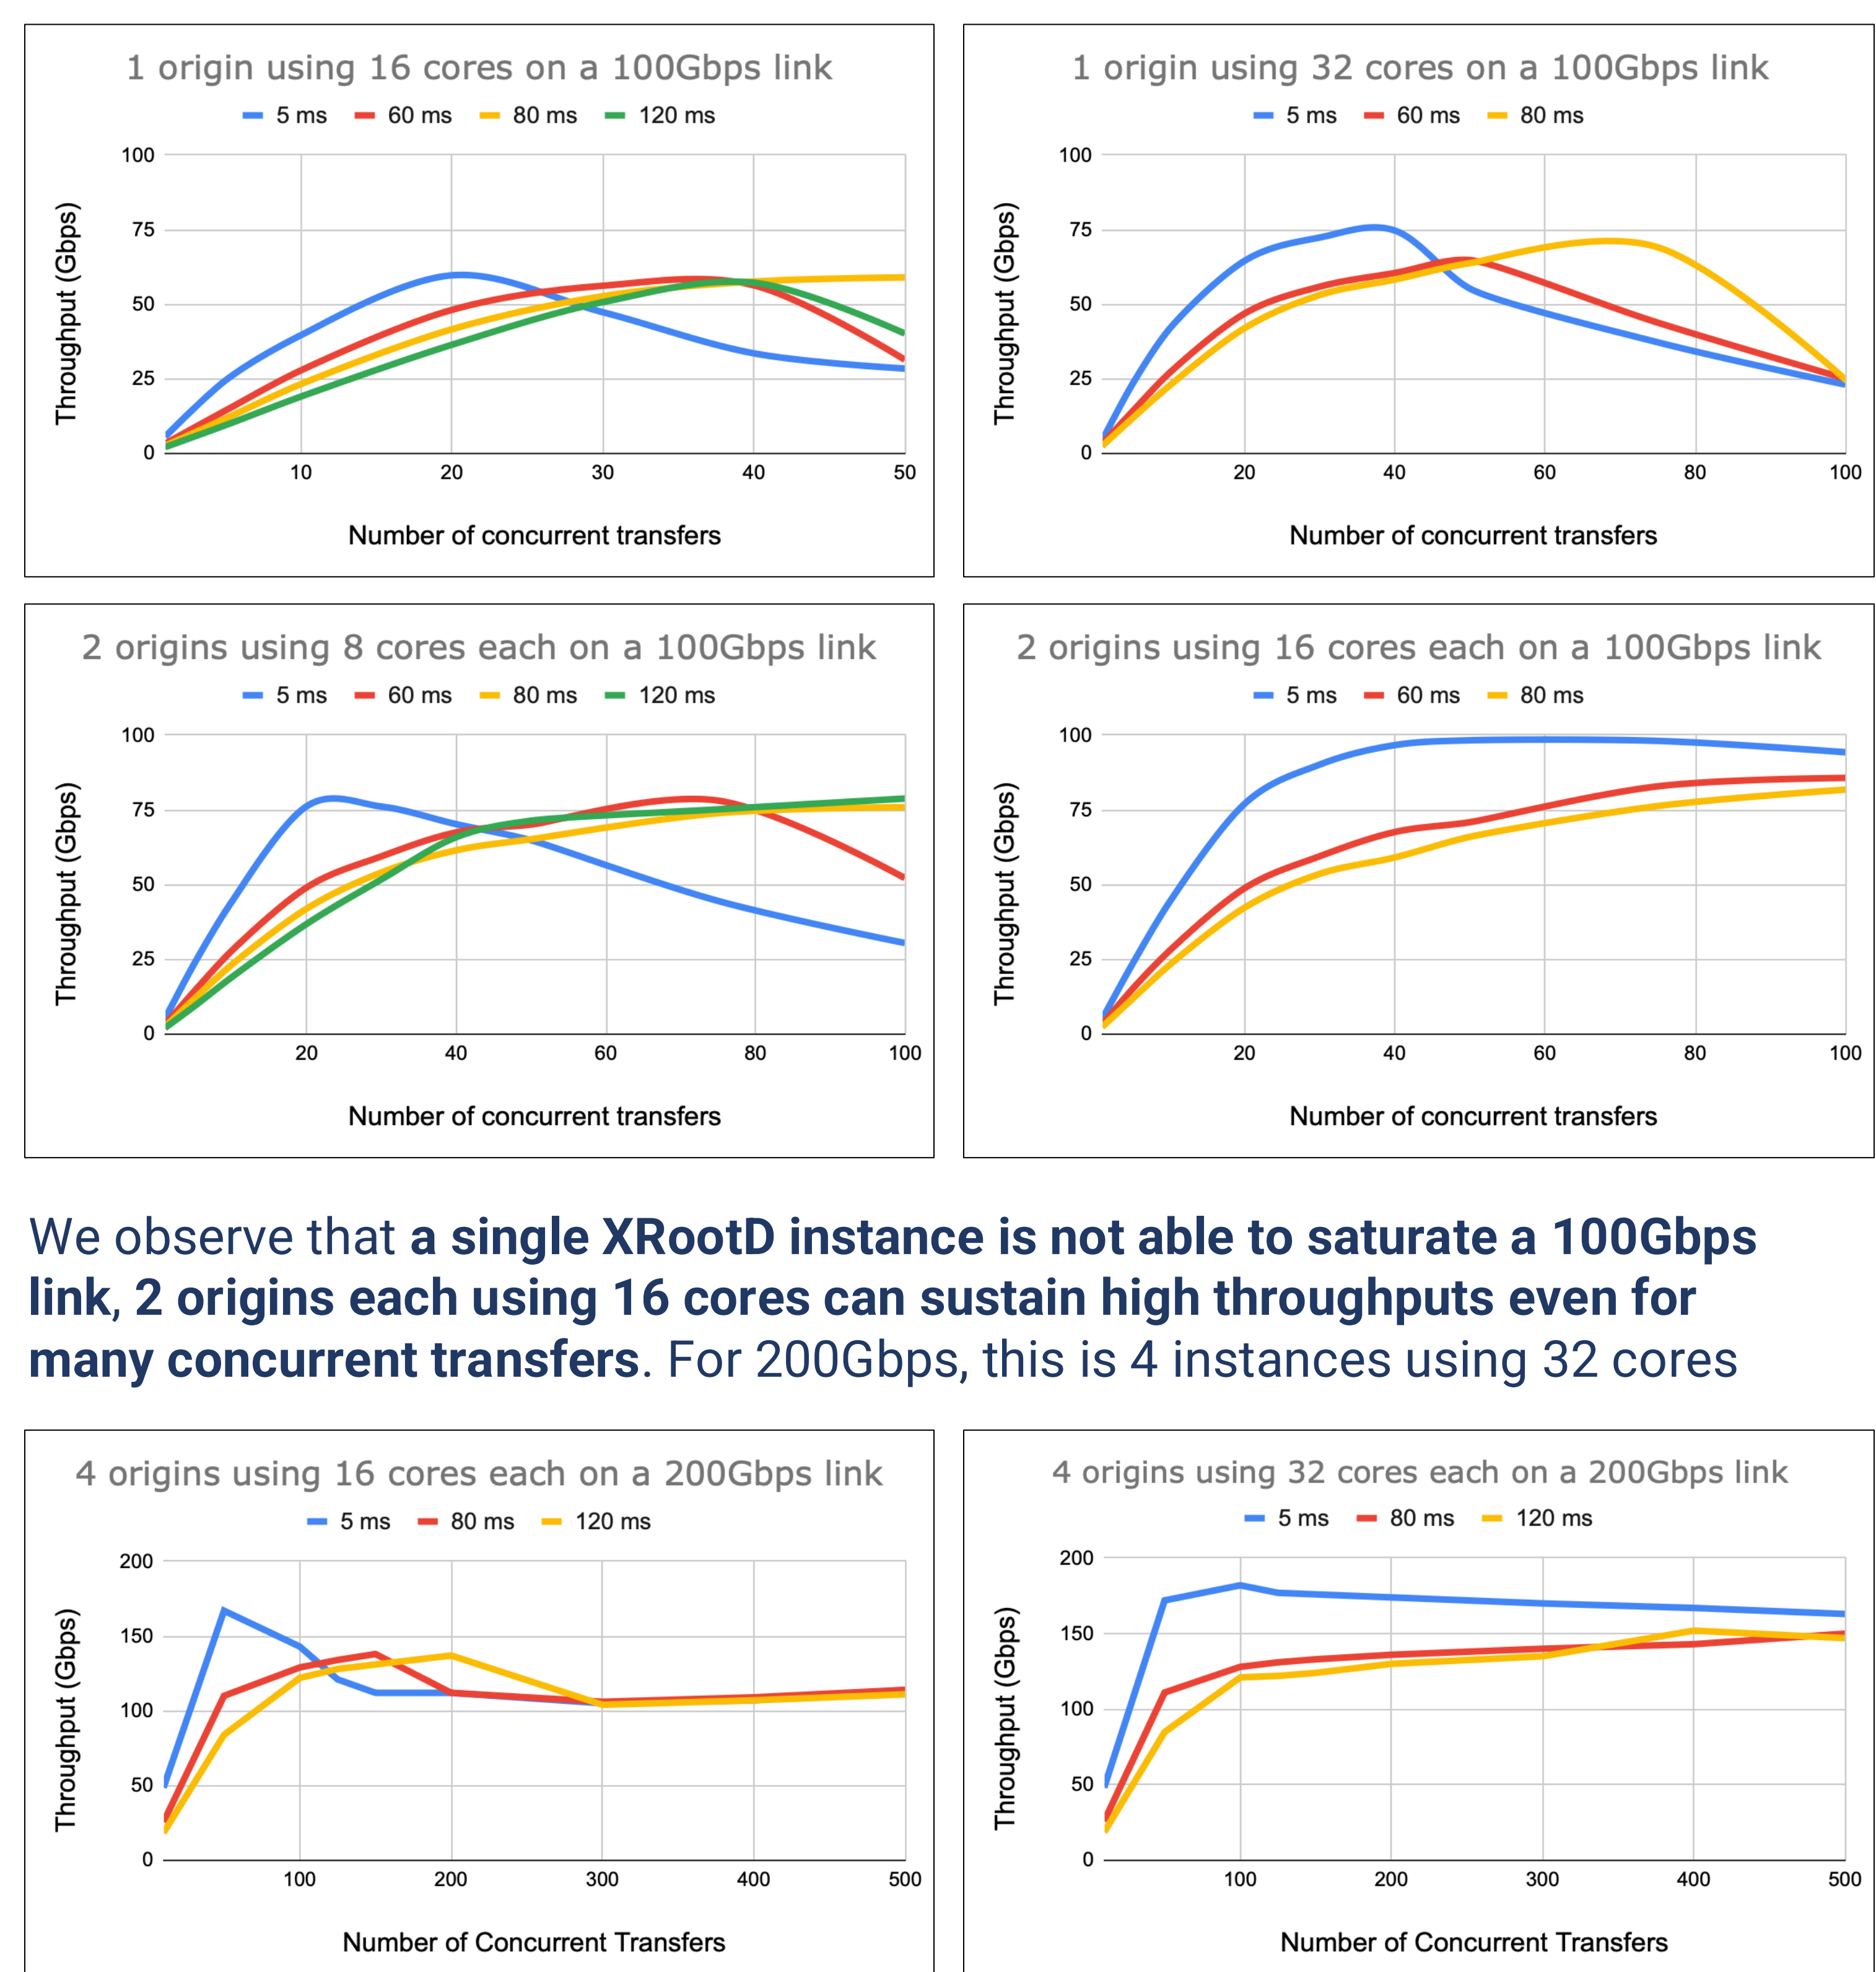 1 origin using 16 cores on a 100Gbps link
5 ms 60 ms 80 ms 120 ms
100
75
50
25
0
Throughput (Gbps)
10 20 30 40 50
Number of concurrent transfers
1 origin using 32 cores on a 100Gbps link
5 ms 60 ms 80 ms
100
75
50
25
0
Throughput (Gbps)
20 40 60 80 100
Number of concurrent transfers
2 origins using 8 cores each on a 100Gbps link
5 ms 60 ms 80 ms 120 ms
100
75
50
25
0
Throughput (Gbps)
20 40 60 80 100
Number of concurrent transfers
2 origins using 16 cores each on a 100Gbps link
5 ms 60 ms 80 ms
100
75
50
25
0
Throughput (Gbps)
20 40 60 80 100
Number of concurrent transfers
We observe that a single XRootD instance is not able to saturate a 100Gbps
link, 2 origins each using 16 cores can sustain high throughputs even for
many concurrent transfers. For 200Gbps, this is 4 instances using 32 cores
4 origins using 16 cores each on a 200Gbps link
5 ms 80 ms 120 ms
200
150
100
50
0
Throughput (Gbps)
100 200 300 400 500
Number of Concurrent Transfers
4 origins using 32 cores each on a 200Gbps link
5 ms 80 ms 120 ms
200
150
100
50
0
Throughput (Gbps)
100 200 300 400 500
Number of Concurrent Transfers